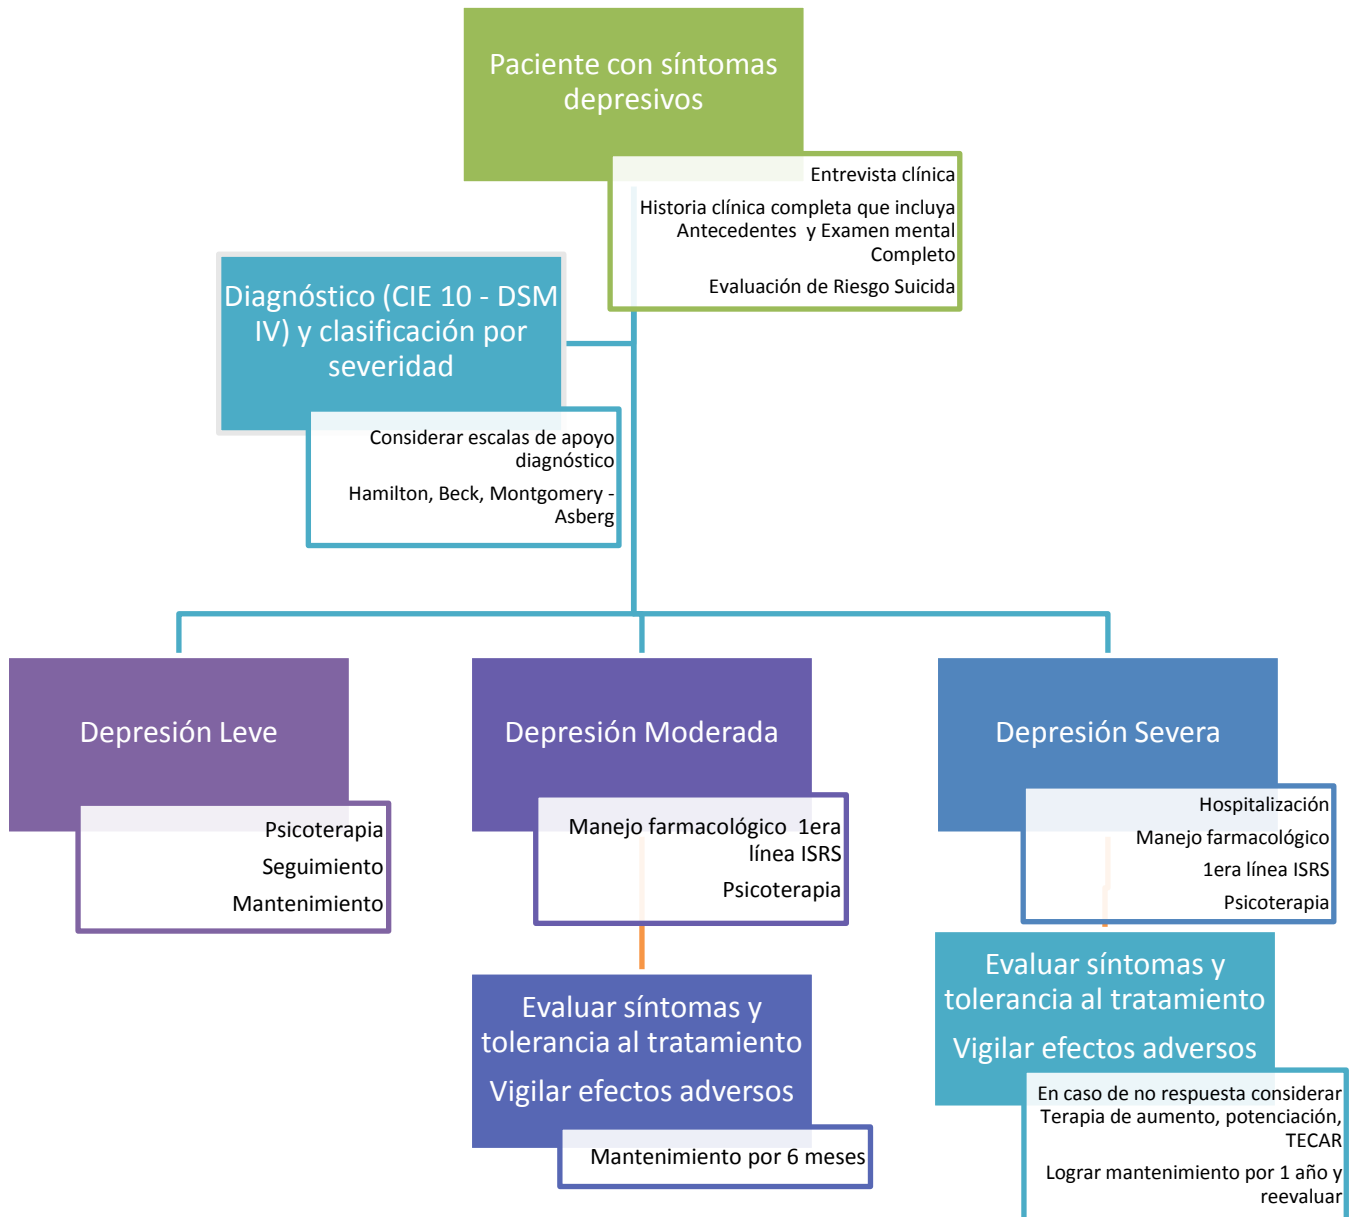 Paciente con síntomas
depresivos
Entrevista clínica
Historia clínica completa que incluya
Antecedentes y Examen mental
Completo
Evaluación de Riesgo Suicida
Diagnóstico (CIE 10 - DSM
IV) y clasificación por
severidad
Considerar escalas de apoyo
diagnóstico
Hamilton, Beck, Montgomery -
Asberg
Depresión Leve
Psicoterapia
Seguimiento
Mantenimiento
Depresión Moderada
Manejo farmacológico 1era
línea ISRS
Psicoterapia
Evaluar síntomas y
tolerancia al tratamiento
Vigilar efectos adversos
Mantenimiento por 6 meses
Depresión Severa
Hospitalización
Manejo farmacológico
1era línea ISRS
Psicoterapia
Evaluar síntomas y
tolerancia al tratamiento
Vigilar efectos adversos
En caso de no respuesta considerar
Terapia de aumento, potenciación,
TECAR
Lograr mantenimiento por 1 año y
reevaluar